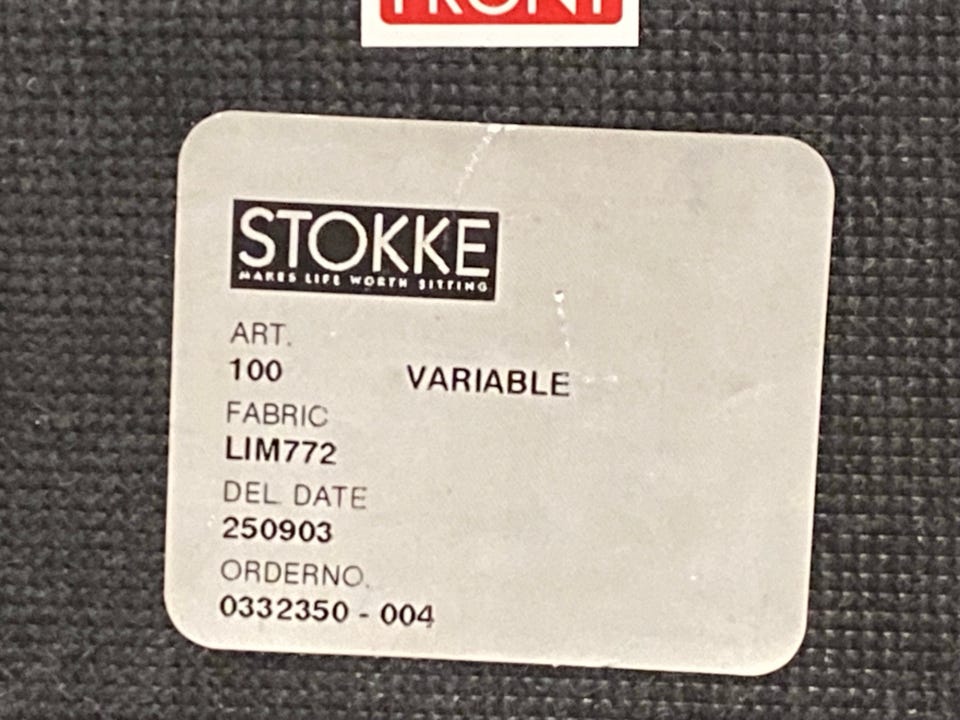 FRONT
STOKKE
MAKES LIFE WORTH SITTING
ART.
100 VARIABLE
FABRIC
LIM772
DEL DATE
250903
ORDERNO.
0332350 - 004